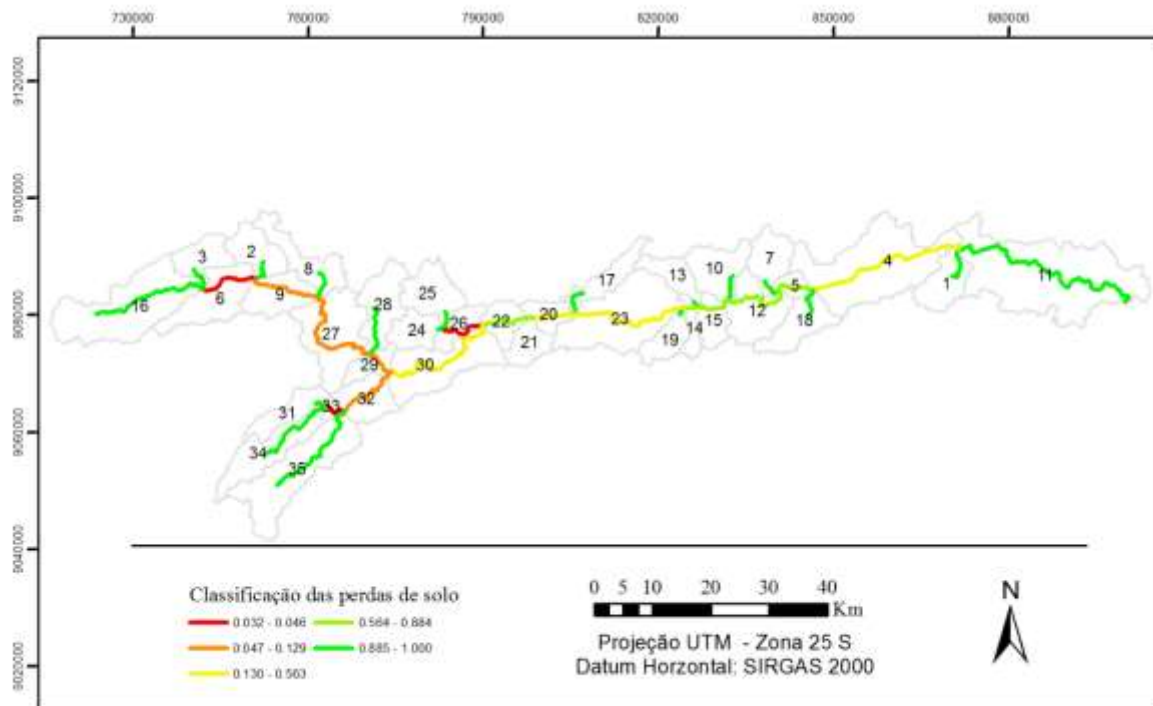 730000 760000 790000 820000 850000 880000
9120000
9100000
9080000
9060000
9040000
9020000
3 2 8 28 25 17 13 10 7 5 4 1 11
16 6 9 27 29 24 26 22 20 21 23 19 14 15 12 18
30 32 33 31 34 35
Classificação das perdas de solo
0.032 - 0.046 0.564 - 0.884
0.047 - 0.129 0.885 - 1.000
0.130 - 0.563
0 5 10 20 30 40
Km
Projeção UTM - Zona 25 S
Datum Horzontal: SIRGAS 2000
N